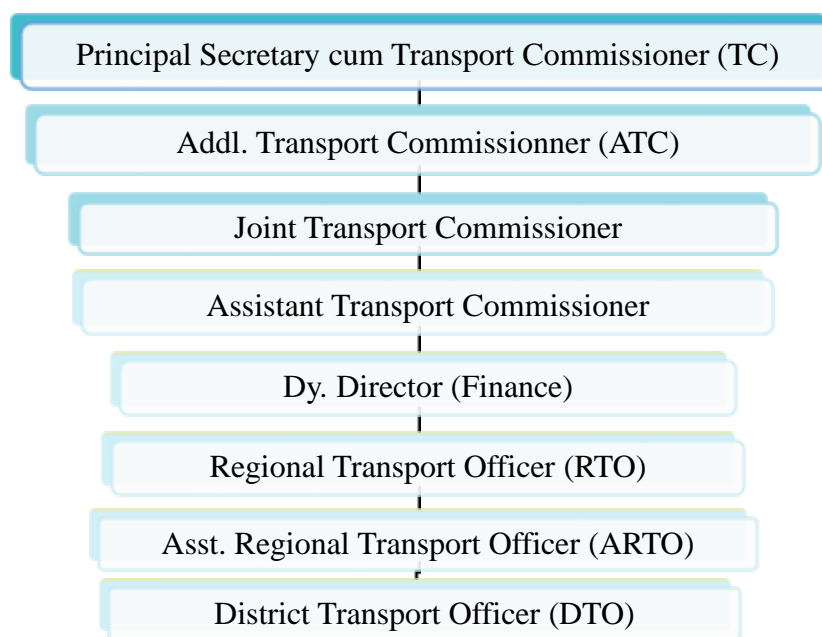 Principal Secretary cum Transport Commissioner (TC)
Addl. Transport Commissionner (ATC)
Joint Transport Commissioner
Assistant Transport Commissioner
Dy. Director (Finance)
Regional Transport Officer (RTO)
Asst. Regional Transport Officer (ARTO)
District Transport Officer (DTO)